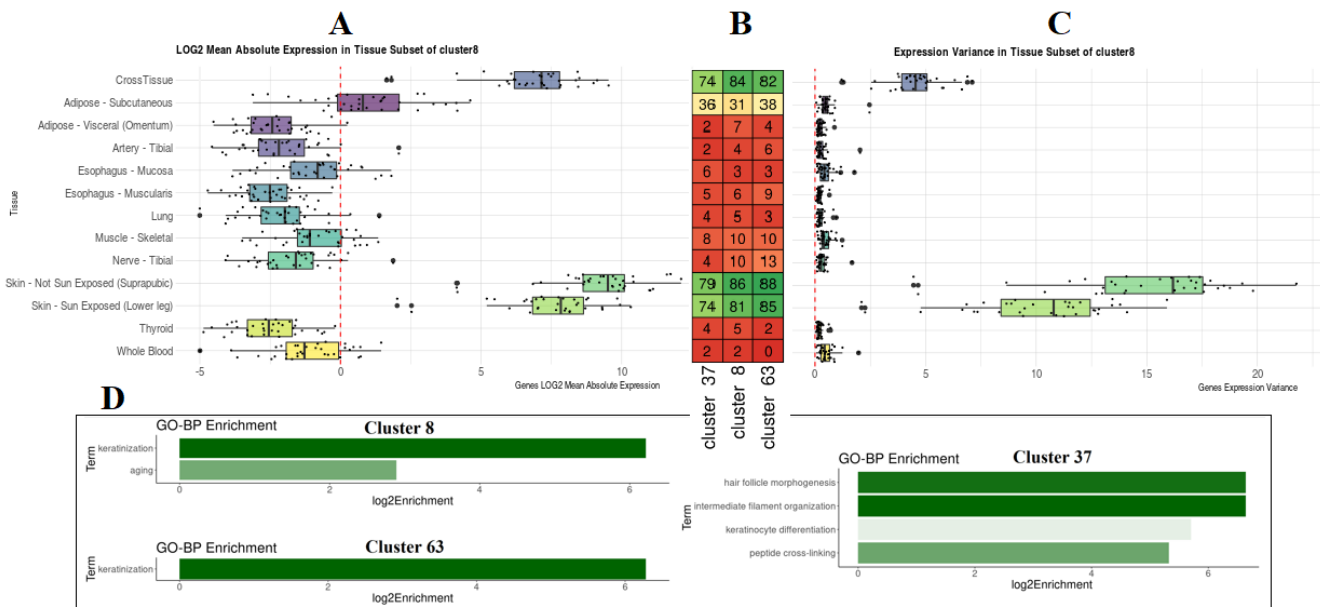 A
B
C
LOG2 Mean Absolute Expression in Tissue Subset of cluster8
Expression Variance in Tissue Subset of cluster8
Tissue
CrossTissue
Adipose - Subcutaneous
Adipose - Visceral (Omentum)
Artery - Tibial
Esophagus - Mucosa
Esophagus - Muscularis
Lung
Muscle - Skeletal
Nerve - Tibial
Skin - Not Sun Exposed (Suprapubic)
Skin - Sun Exposed (Lower leg)
Thyroid
Whole Blood
-5 0 5 10
Genes LOG2 Mean Absolute Expression
74 84 82
36 31 38
2 7 4
2 4 6
6 3 3
5 6 9
4 5 3
8 10 10
4 10 13
79 86 88
74 81 85
4 5 2
2 2 0
cluster 37
cluster 8
cluster 63
0 5 10 15 20
Genes Expression Variance
D
GO-BP Enrichment
Cluster 8
Term
keratinization
aging
0 2 4 6
log2Enrichment
GO-BP Enrichment
Cluster 63
Term
keratinization
0 2 4 6
log2Enrichment
GO-BP Enrichment
Cluster 37
Term
hair follicle morphogenesis
intermediate filament organization
keratinocyte differentiation
peptide cross-linking
0 2 4 6
log2Enrichment